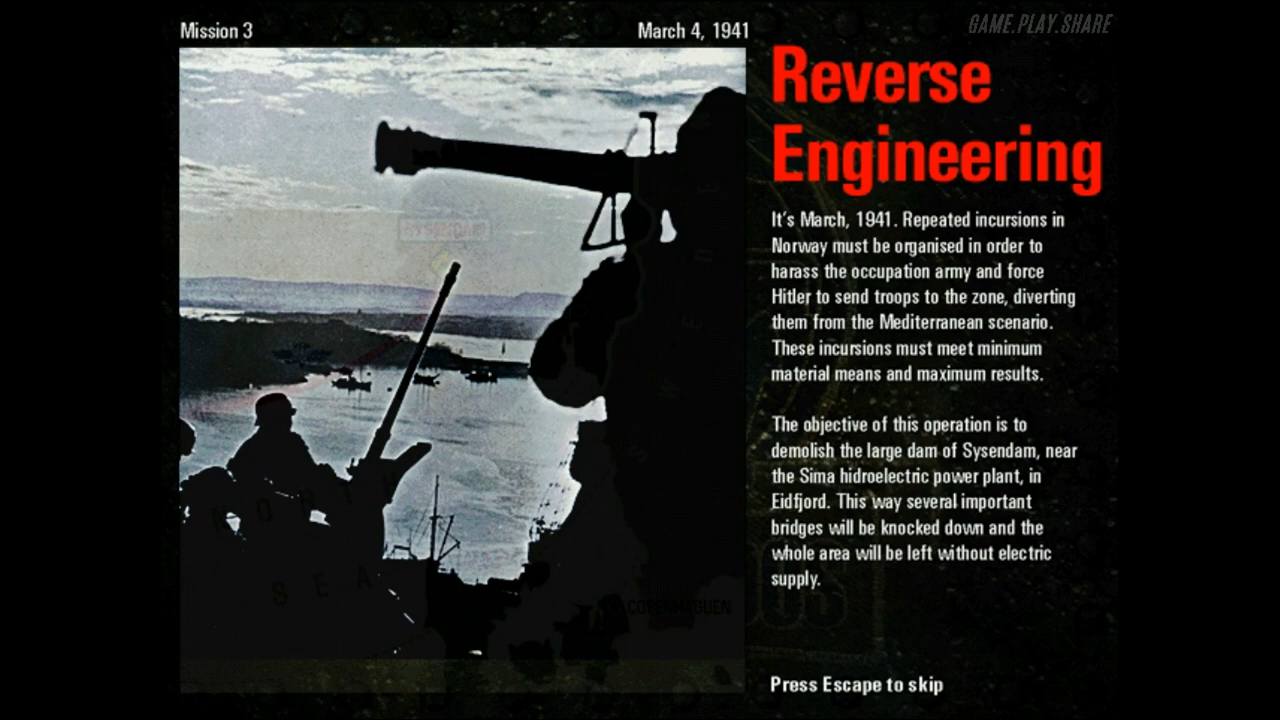 Mission 3
March 4, 1941
GAME.PLAY.SHARE
Reverse
Engineering
It's March, 1941. Repeated incursions in
Norway must be organised in order to
harass the occupation army and force
Hitler to send troops to the zone, diverting
them from the Mediterranean scenario.
These incursions must meet minimum
material means and maximum results.
The objective of this operation is to
demolish the large dam of Sysendam, near
the Sima hidroelectric power plant, in
Eidfjord. This way several important
bridges will be knocked down and the
whole area will be left without electric
supply.
NORTH
SEA
COPENHAGUEN
Press Escape to skip